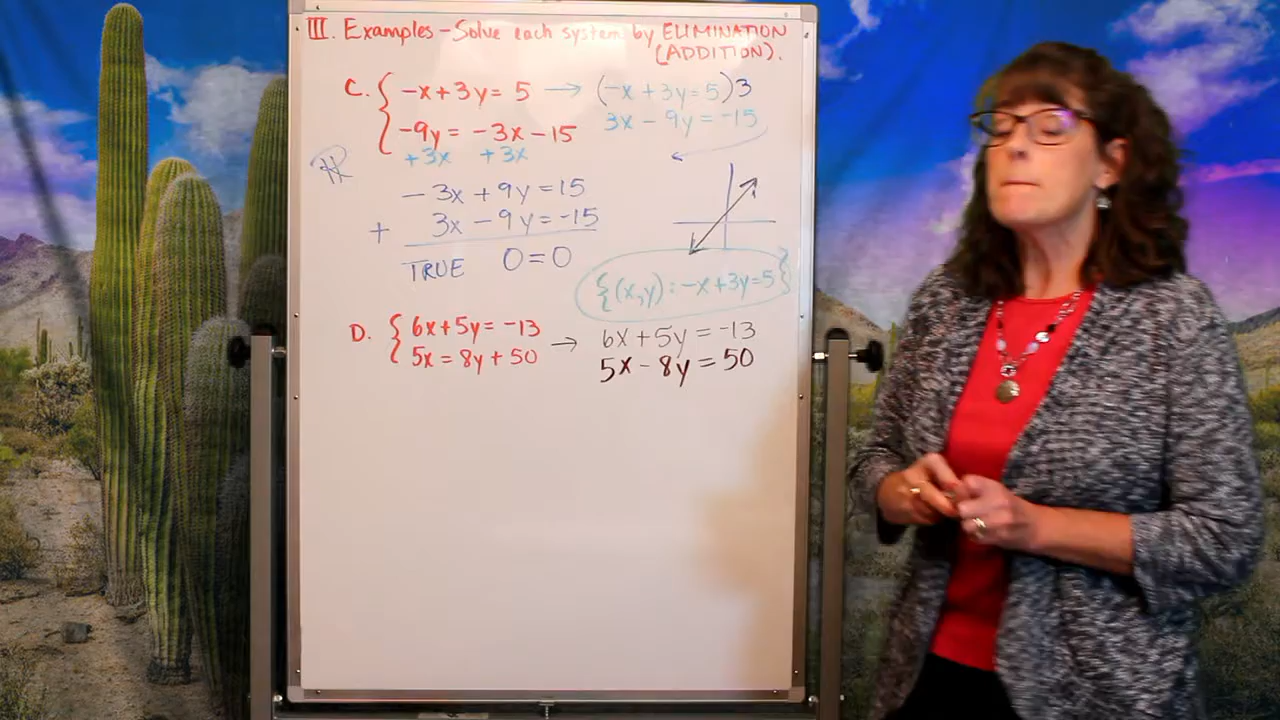 III. Examples - Solve each system by ELIMINATION
(ADDITION).
C. { -x + 3y = 5 → (-x + 3y = 5)3
-9y = -3x - 15 3x - 9y = -15
+3x +3x
-3x + 9y = 15
+ 3x - 9y = -15
TRUE 0 = 0
{(x,y) : -x + 3y = 5}
D. { 6x + 5y = -13 → 6x + 5y = -13
5x = 8y + 50 5x - 8y = 50